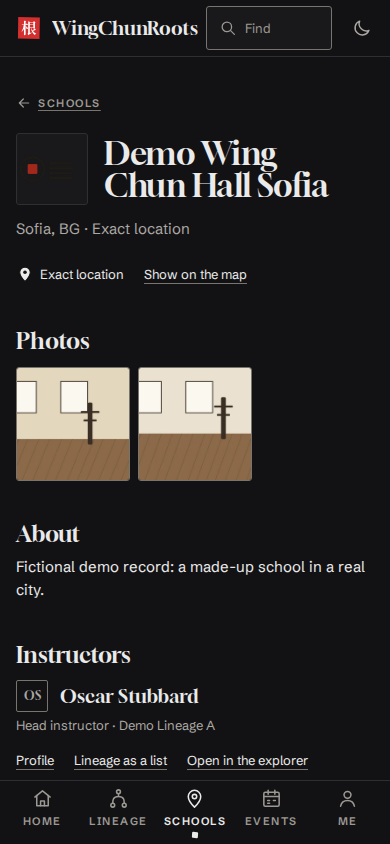 根 WingChunRoots Find
← SCHOOLS
Demo Wing
Chun Hall Sofia
Sofia, BG · Exact location
Exact location Show on the map
Photos
About
Fictional demo record: a made-up school in a real
city.
Instructors
OS Oscar Stubbard
Head instructor · Demo Lineage A
Profile Lineage as a list Open in the explorer
HOME LINEAGE SCHOOLS EVENTS ME